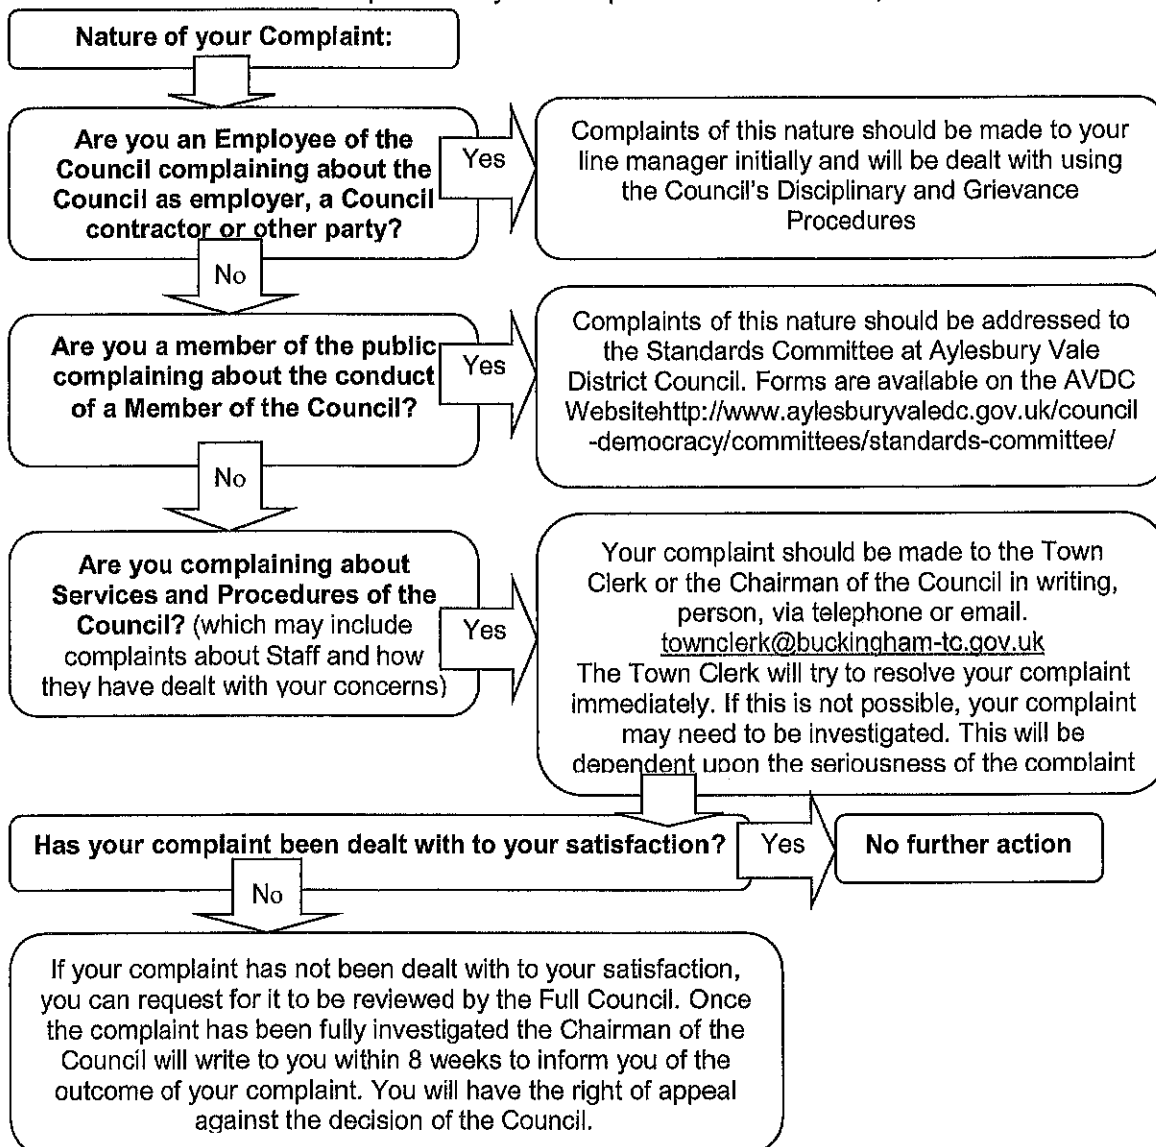 Nature of your Complaint:
Are you an Employee of the
Council complaining about the
Council as employer, a Council
contractor or other party?
Yes
Complaints of this nature should be made to your
line manager initially and will be dealt with using
the Council's Disciplinary and Grievance
Procedures
No
Are you a member of the public
complaining about the conduct
of a Member of the Council?
Yes
Complaints of this nature should be addressed to
the Standards Committee at Aylesbury Vale
District Council. Forms are available on the AVDC
Websitehttp://www.aylesburyvaledc.gov.uk/council
-democracy/committees/standards-committee/
No
Are you complaining about
Services and Procedures of the
Council? (which may include
complaints about Staff and how
they have dealt with your concerns)
Yes
Your complaint should be made to the Town
Clerk or the Chairman of the Council in writing,
person, via telephone or email.
townclerk@buckingham-tc.gov.uk
The Town Clerk will try to resolve your complaint
immediately. If this is not possible, your complaint
may need to be investigated. This will be
dependent upon the seriousness of the complaint
Has your complaint been dealt with to your satisfaction?
Yes
No further action
No
If your complaint has not been dealt with to your satisfaction,
you can request for it to be reviewed by the Full Council. Once
the complaint has been fully investigated the Chairman of the
Council will write to you within 8 weeks to inform you of the
outcome of your complaint. You will have the right of appeal
against the decision of the Council.